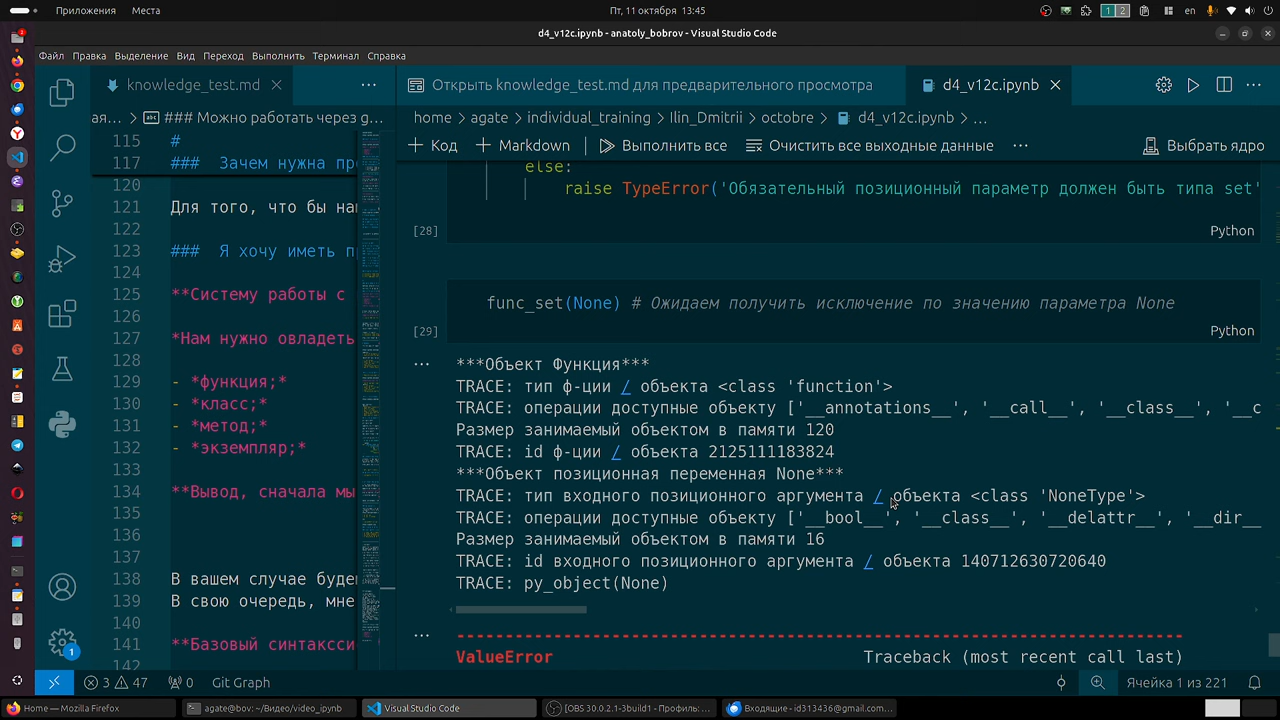 Приложения Места Пт, 11 октября 13:45 en
d4_v12c.ipynb - anatoly_bobrov - Visual Studio Code
Файл Правка Выделение Вид Переход Выполнить Терминал Справка
knowledge_test.md
Открыть knowledge_test.md для предварительного просмотра
d4_v12c.ipynb
ая… ### Можно работать через g…
home agate individual_training Ilin_Dmitrii octobre d4_v12c.ipynb …
Код Markdown Выполнить все Очистить все выходные данные Выбрать ядро
115 #
117 ### Зачем нужна пр
120
121 Для того, что бы на
122
123 ### Я хочу иметь п
124
125 **Систему работы с
126
127 *Нам нужно овладеть
128
129 - *функция;*
130 - *класс;*
131 - *метод;*
132 - *экземпляр;*
133
134 **Вывод, сначала мы
135
136
137
138 В вашем случае буде
139 В свою очередь, мне
140
141 **Базовый синтаксси
142
else:
raise TypeError('Обязательный позиционный параметр должен быть типа set'
[28] Python
func_set(None) # Ожидаем получить исключение по значению параметра None
[29] Python
***Объект Функция***
TRACE: тип ф-ции / объекта <class 'function'>
TRACE: операции доступные объекту ['__annotations__', '__call__', '__class__', '__c
Размер занимаемый объектом в памяти 120
TRACE: id ф-ции / объекта 2125111183824
***Объект позиционая переменная None***
TRACE: тип входного позиционного аргумента / объекта <class 'NoneType'>
TRACE: операции доступные объекту ['__bool__', '__class__', '__delattr__', '__dir__
Размер занимаемый объектом в памяти 16
TRACE: id входного позиционного аргумента / объекта 140712630720640
TRACE: py_object(None)
---------------------------------------------------------------------------
ValueError Traceback (most recent call last)
3 47 0 Git Graph Ячейка 1 из 221
Home — Mozilla Firefox agate@bov: ~/Видео/video_ipynb Visual Studio Code [OBS 30.0.2.1-3build1 - Профиль:… Входящие - id313436@gmail.com…